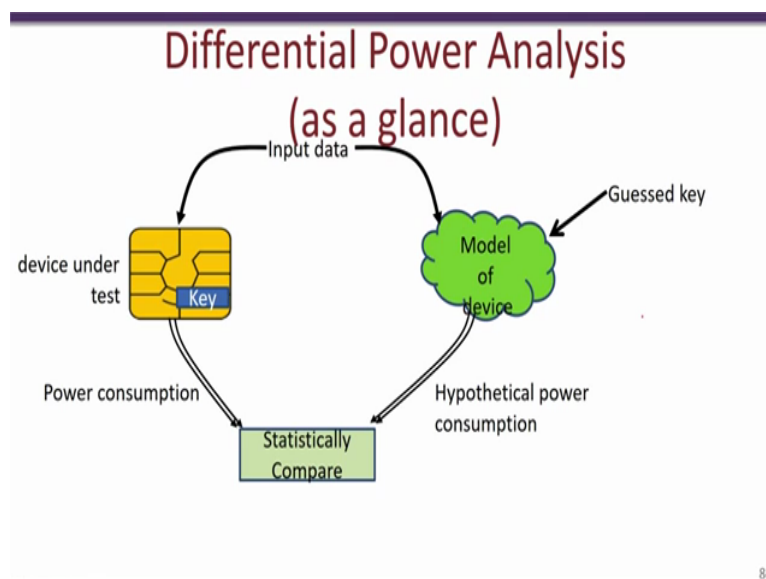 Differential Power Analysis
(as a glance)
Input data
Guessed key
Model
of
device
device under
test
Key
Power consumption
Hypothetical power
consumption
Statistically
Compare
8